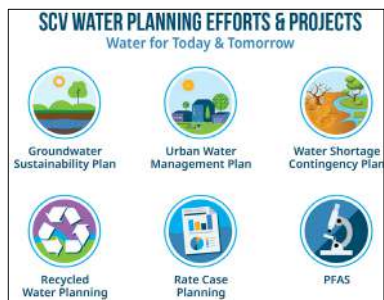 SCV WATER PLANNING EFFORTS & PROJECTS
Water for Today & Tomorrow
Groundwater
Sustainability Plan
Urban Water
Management Plan
Water Shortage
Contingency Plan
Recycled
Water Planning
Rate Case
Planning
PFAS